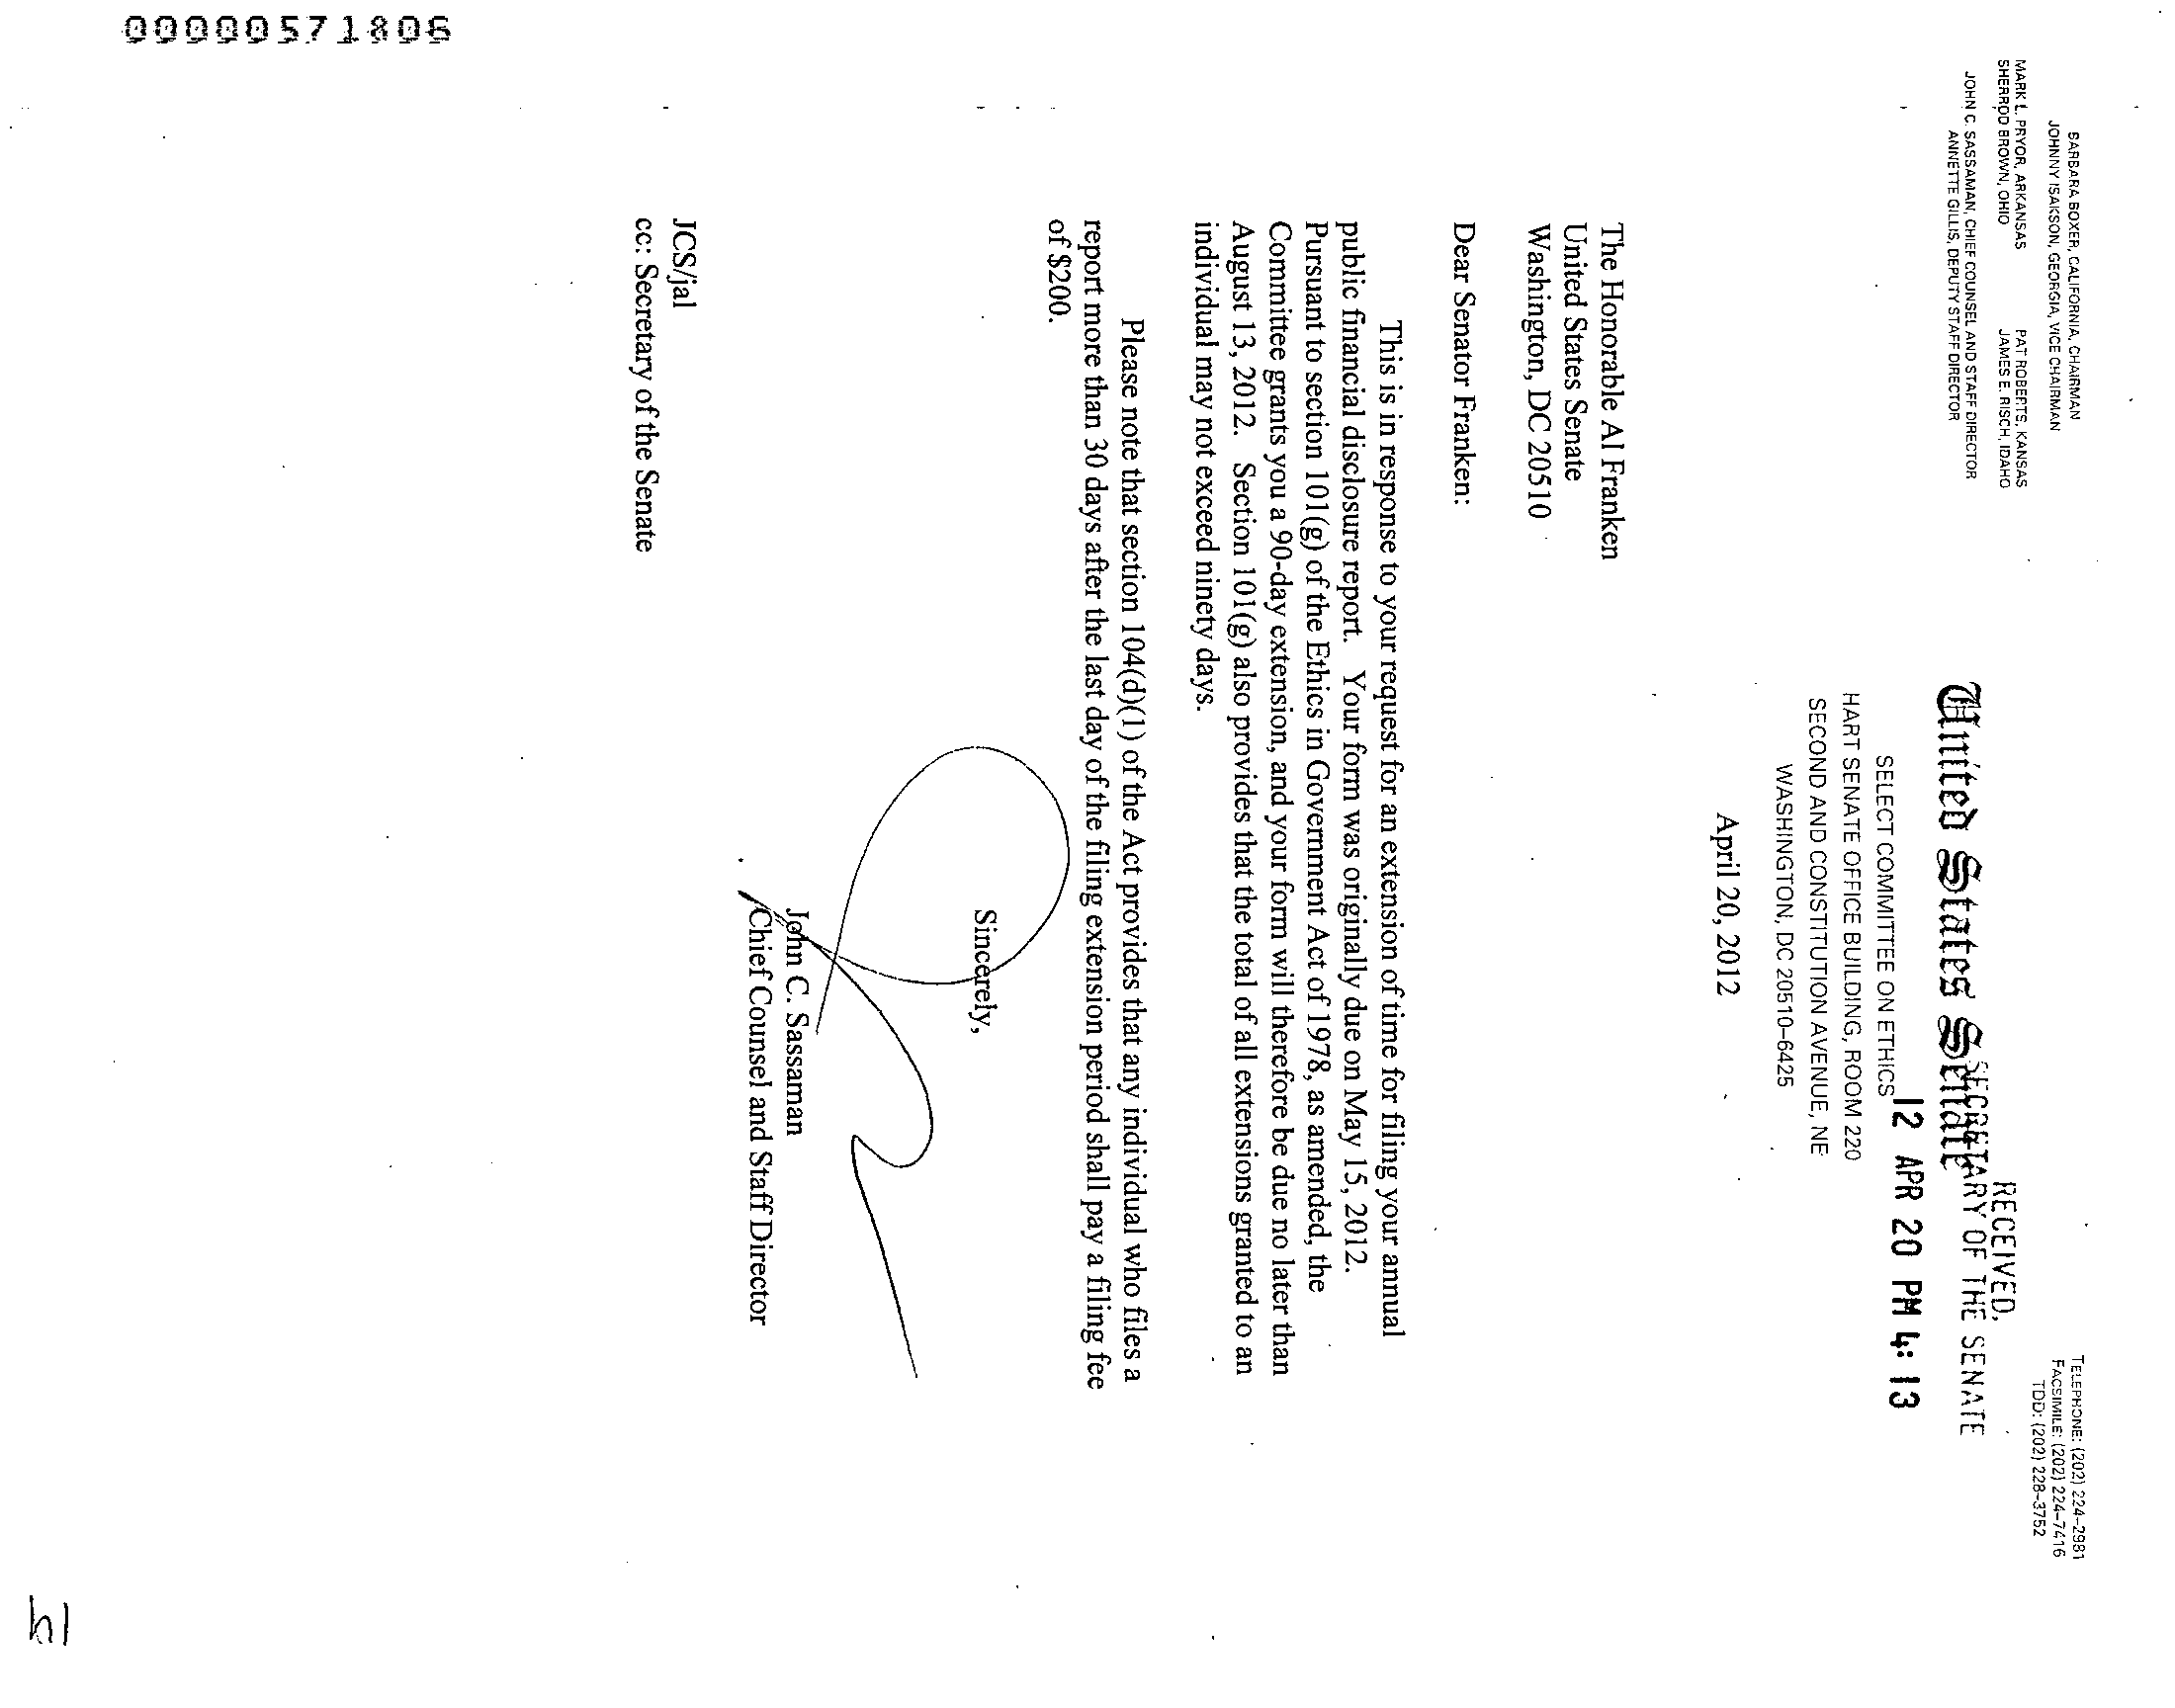 00000571806
BARBARA BOXER, CALIFORNIA, CHAIRMAN
JOHNNY ISAKSON, GEORGIA, VICE CHAIRMAN
MARK L. PRYOR, ARKANSAS PAT ROBERTS, KANSAS
SHERROD BROWN, OHIO JAMES E. RISCH, IDAHO
JOHN C. SASSAMAN, CHIEF COUNSEL AND STAFF DIRECTOR
ANNETTE GILLIS, DEPUTY STAFF DIRECTOR
TELEPHONE: (202) 224-2981
FACSIMILE: (202) 224-7416
TDD: (202) 228-3752
RECEIVED
SECRETARY OF THE SENATE
United States Senate
12 APR 20 PM 4:13
SELECT COMMITTEE ON ETHICS
HART SENATE OFFICE BUILDING, ROOM 220
SECOND AND CONSTITUTION AVENUE, NE
WASHINGTON, DC 20510-6425
April 20, 2012
The Honorable Al Franken
United States Senate
Washington, DC 20510
Dear Senator Franken:
This is in response to your request for an extension of time for filing your annual
public financial disclosure report. Your form was originally due on May 15, 2012.
Pursuant to section 101(g) of the Ethics in Government Act of 1978, as amended, the
Committee grants you a 90-day extension, and your form will therefore be due no later than
August 13, 2012. Section 101(g) also provides that the total of all extensions granted to an
individual may not exceed ninety days.
Please note that section 104(d)(1) of the Act provides that any individual who files a
report more than 30 days after the last day of the filing extension period shall pay a filing fee
of $200.
Sincerely,
John C. Sassaman
Chief Counsel and Staff Director
JCS/jal
cc: Secretary of the Senate
14